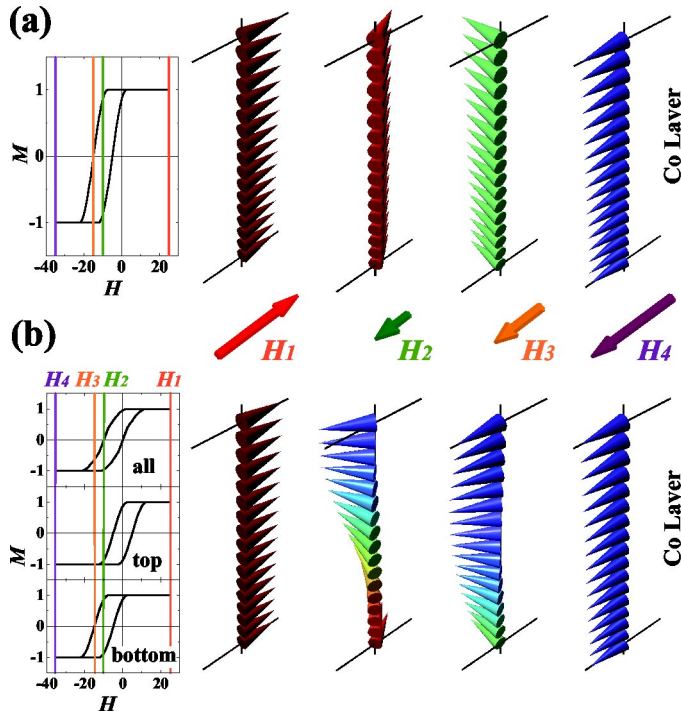 (a)
1
0
-1
M
-40 -20 0 20
H
Co Layer
H1
H2
H3
H4
(b)
H4 H3 H2 H1
1
0
-1
all
1
0
-1
top
M
1
0
-1
bottom
-40 -20 0 20
H
Co Layer